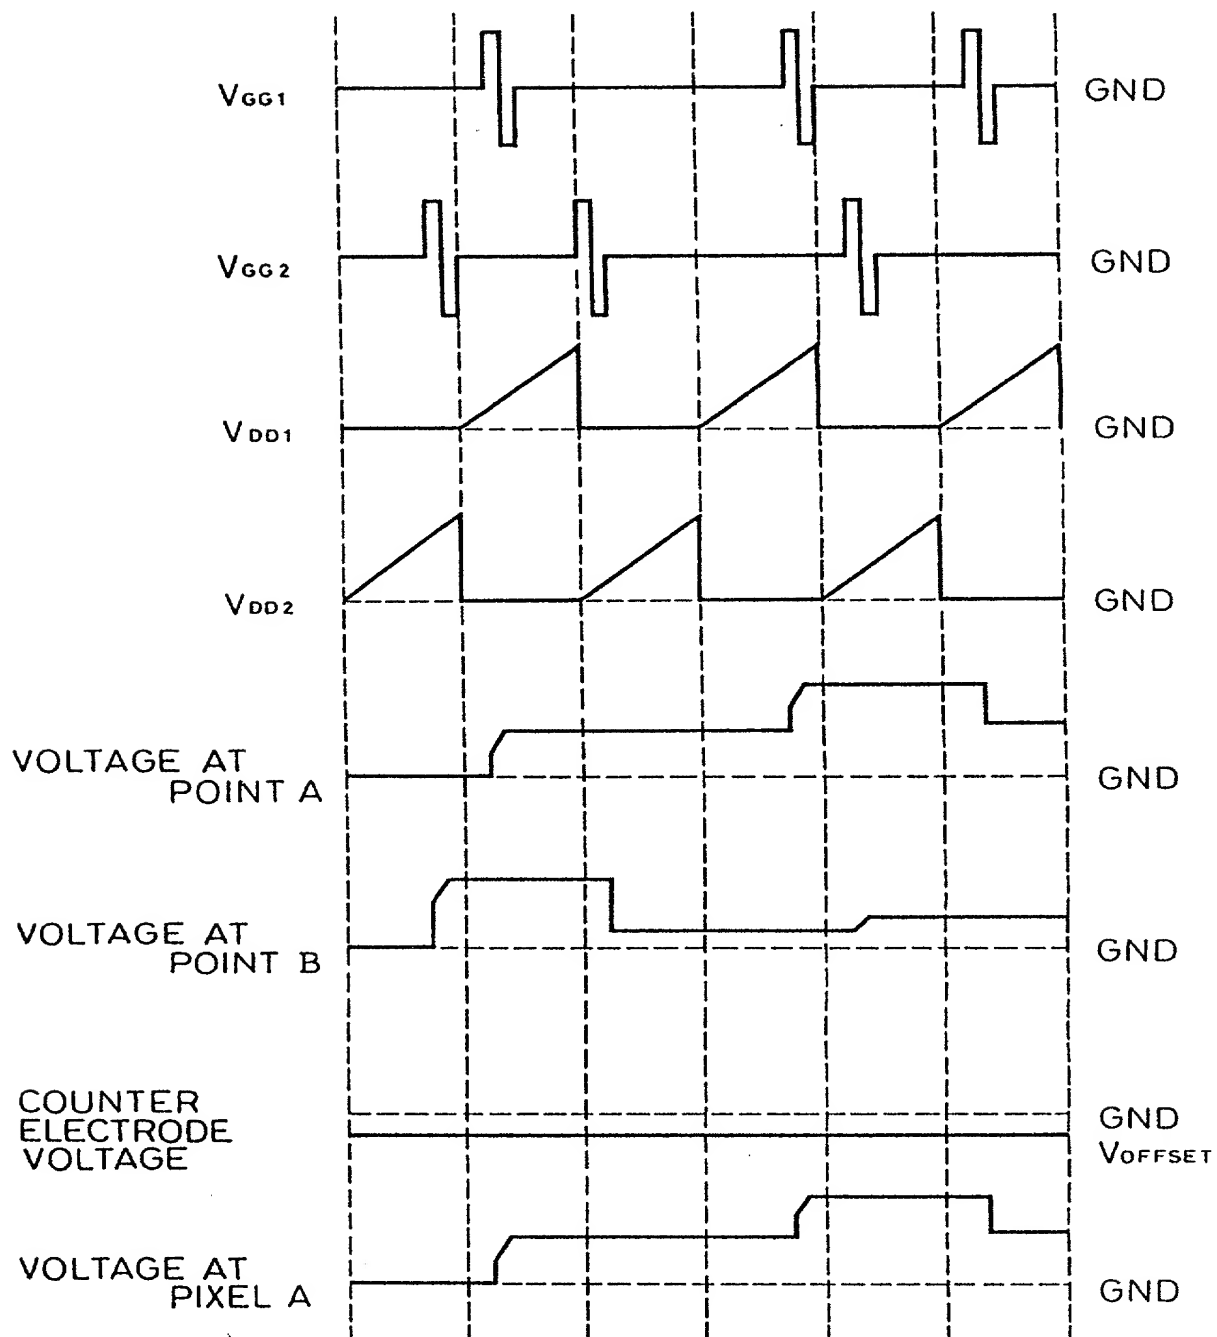 VGG1 GND
VGG2 GND
VDD1 GND
VDD2 GND
VOLTAGE AT
POINT A GND
VOLTAGE AT
POINT B GND
COUNTER
ELECTRODE GND
VOLTAGE VOFFSET
VOLTAGE AT
PIXEL A GND